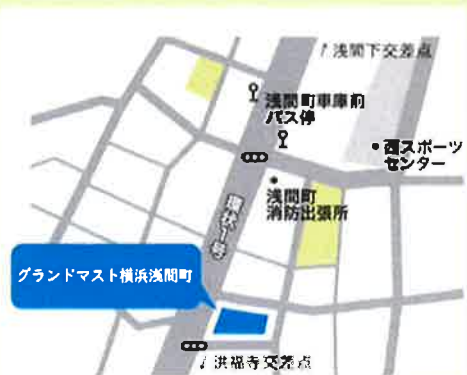 ↑浅間下交差点
浅間町車庫前
バス停
西スポーツ
センター
浅間町
消防出張所
環状1号
グランドマスト横浜浅間町
↓洪福寺交差点